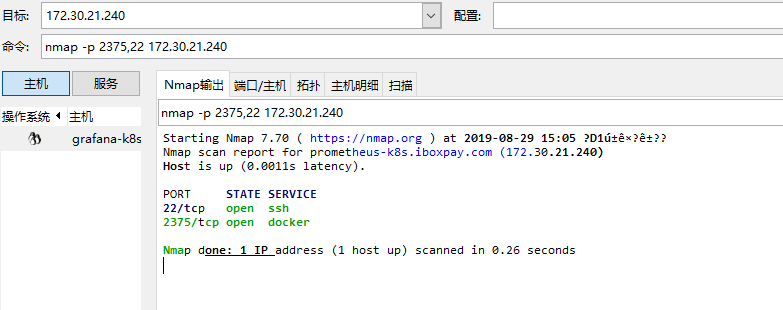 目标: 172.30.21.240 配置:
命令: nmap -p 2375,22 172.30.21.240
主机 服务 Nmap输出 端口/主机 拓扑 主机明细 扫描
操作系统 主机 nmap -p 2375,22 172.30.21.240
grafana-k8s
Starting Nmap 7.70 ( https://nmap.org ) at 2019-08-29 15:05 ?D1ú±ê×?ê±??
Nmap scan report for prometheus-k8s.iboxpay.com (172.30.21.240)
Host is up (0.0011s latency).
PORT STATE SERVICE
22/tcp open ssh
2375/tcp open docker
Nmap done: 1 IP address (1 host up) scanned in 0.26 seconds